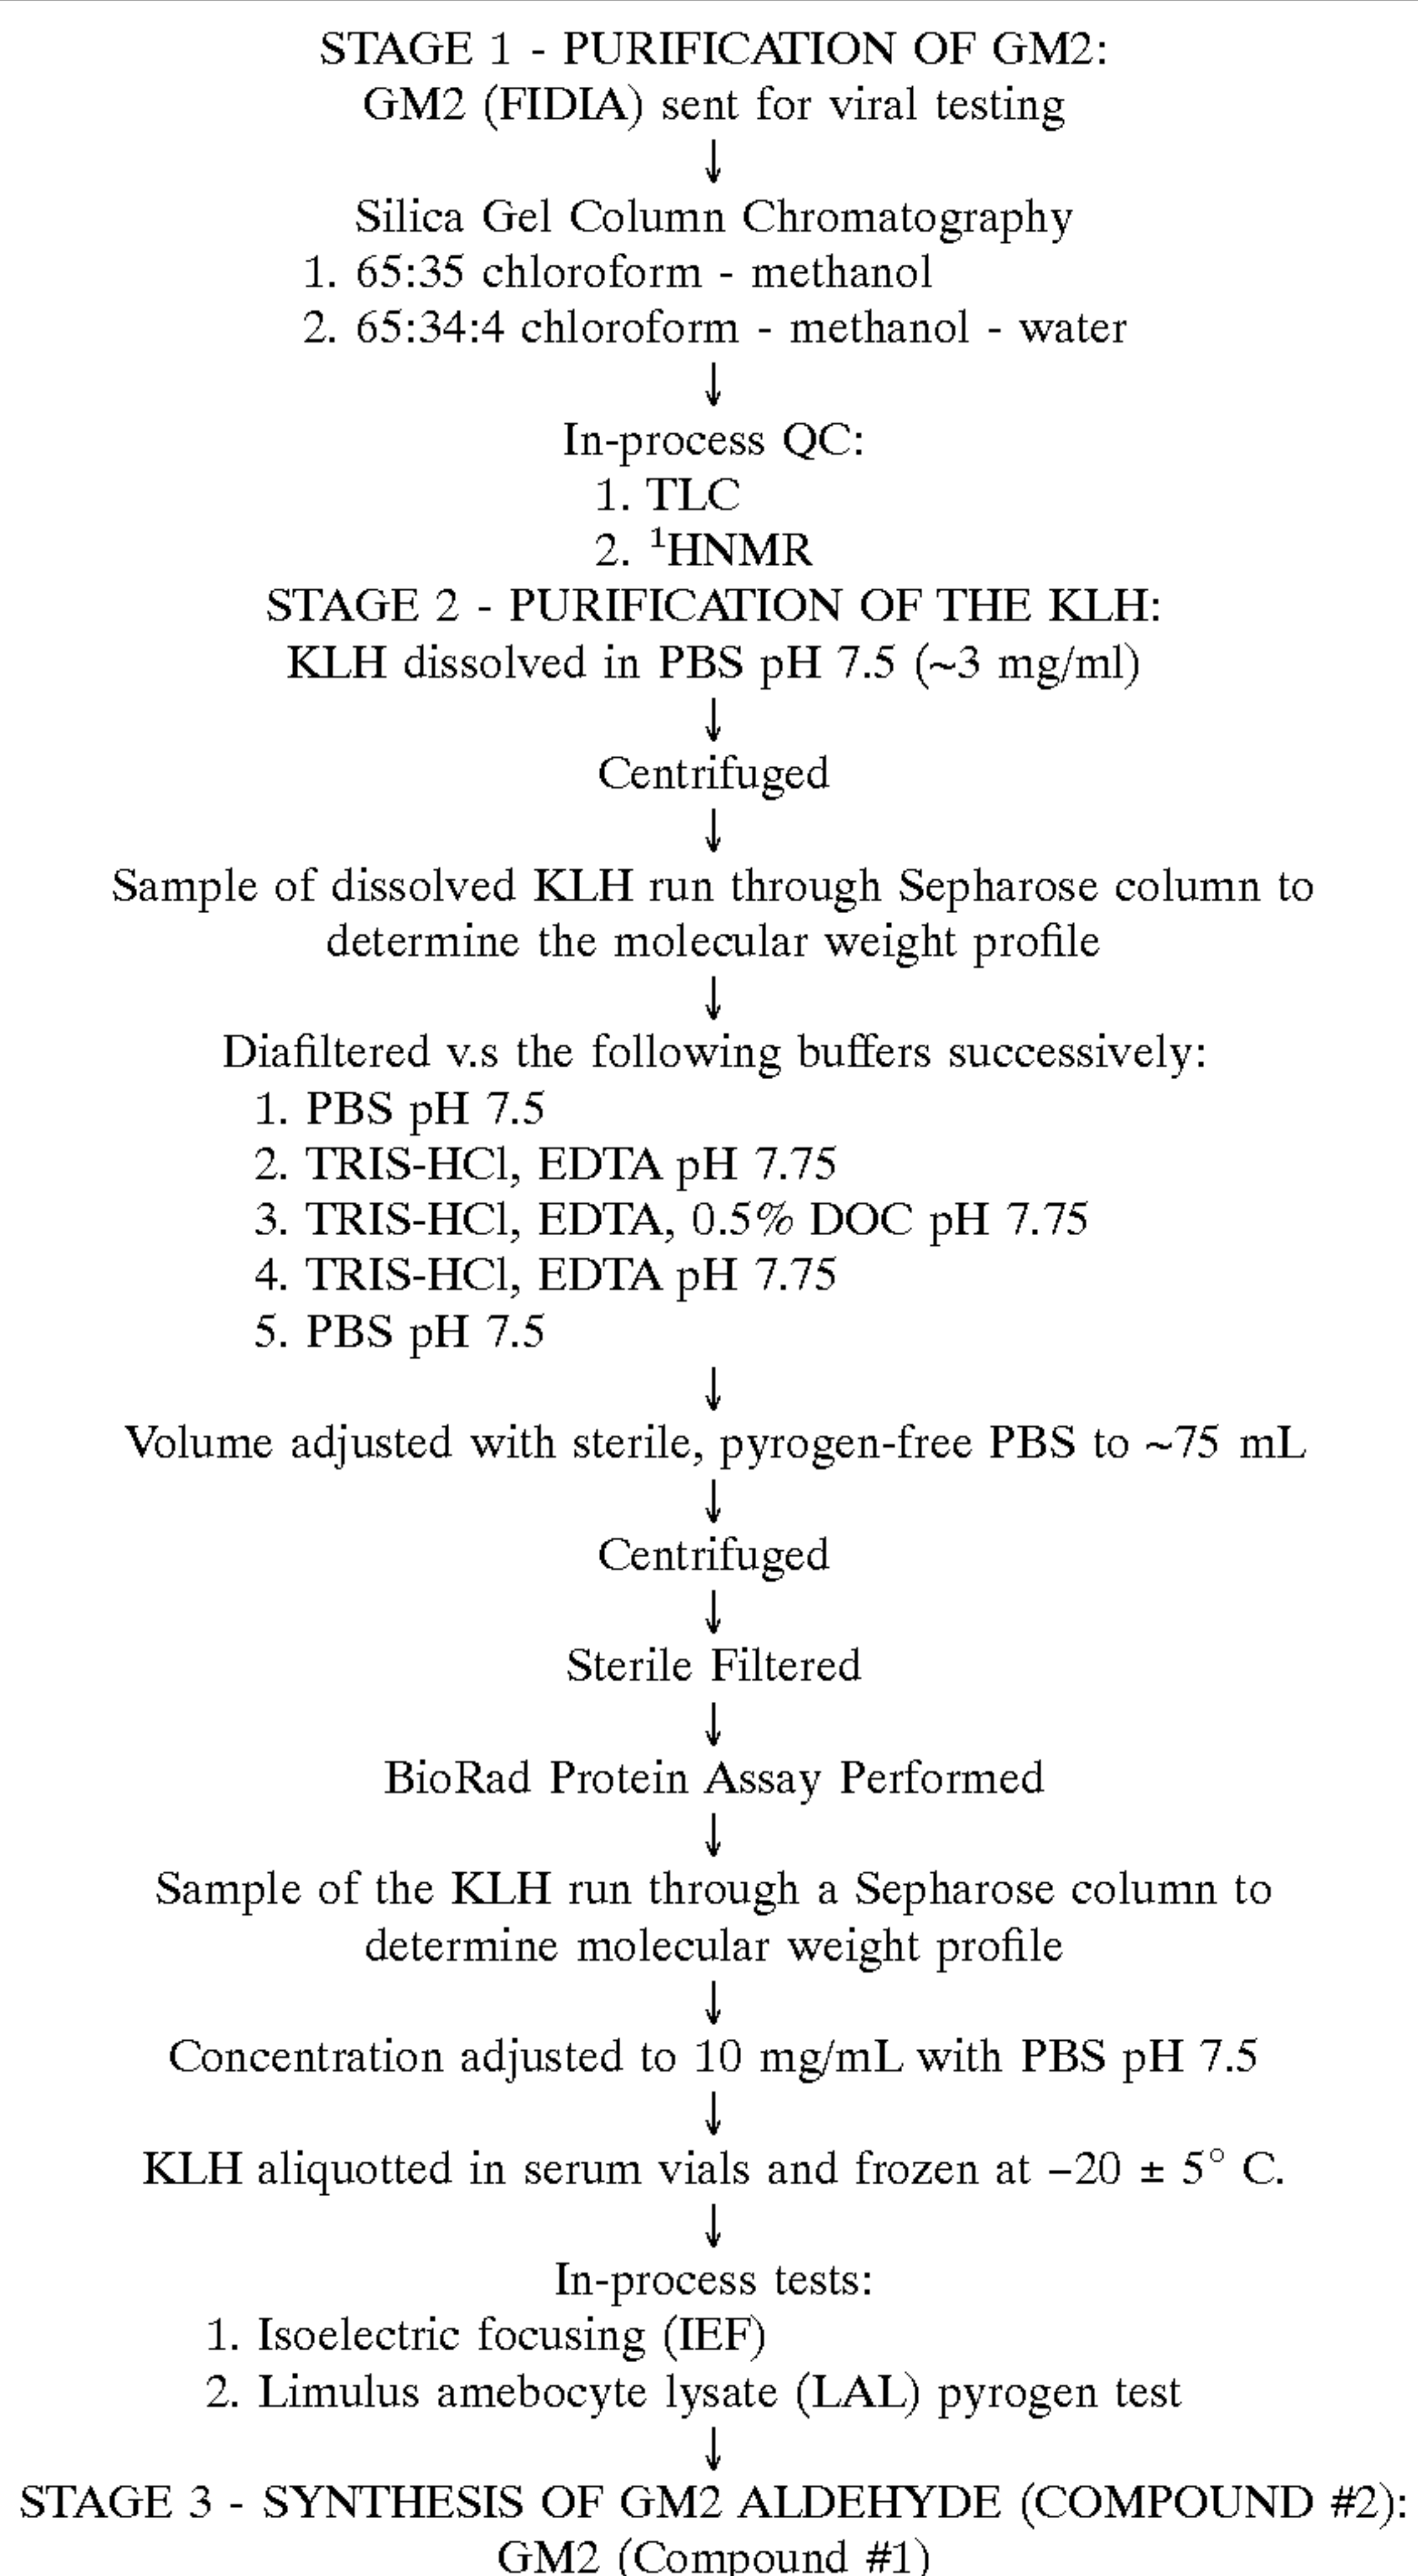 STAGE 1 - PURIFICATION OF GM2:
GM2 (FIDIA) sent for viral testing
↓
Silica Gel Column Chromatography
1. 65:35 chloroform - methanol
2. 65:34:4 chloroform - methanol - water
↓
In-process QC:
1. TLC
2. ¹HNMR
STAGE 2 - PURIFICATION OF THE KLH:
KLH dissolved in PBS pH 7.5 (~3 mg/ml)
↓
Centrifuged
↓
Sample of dissolved KLH run through Sepharose column to
determine the molecular weight profile
↓
Diafiltered v.s the following buffers successively:
1. PBS pH 7.5
2. TRIS-HCl, EDTA pH 7.75
3. TRIS-HCl, EDTA, 0.5% DOC pH 7.75
4. TRIS-HCl, EDTA pH 7.75
5. PBS pH 7.5
↓
Volume adjusted with sterile, pyrogen-free PBS to ~75 mL
↓
Centrifuged
↓
Sterile Filtered
↓
BioRad Protein Assay Performed
↓
Sample of the KLH run through a Sepharose column to
determine molecular weight profile
↓
Concentration adjusted to 10 mg/mL with PBS pH 7.5
↓
KLH aliquotted in serum vials and frozen at −20 ± 5° C.
↓
In-process tests:
1. Isoelectric focusing (IEF)
2. Limulus amebocyte lysate (LAL) pyrogen test
↓
STAGE 3 - SYNTHESIS OF GM2 ALDEHYDE (COMPOUND #2):
GM2 (Compound #1)